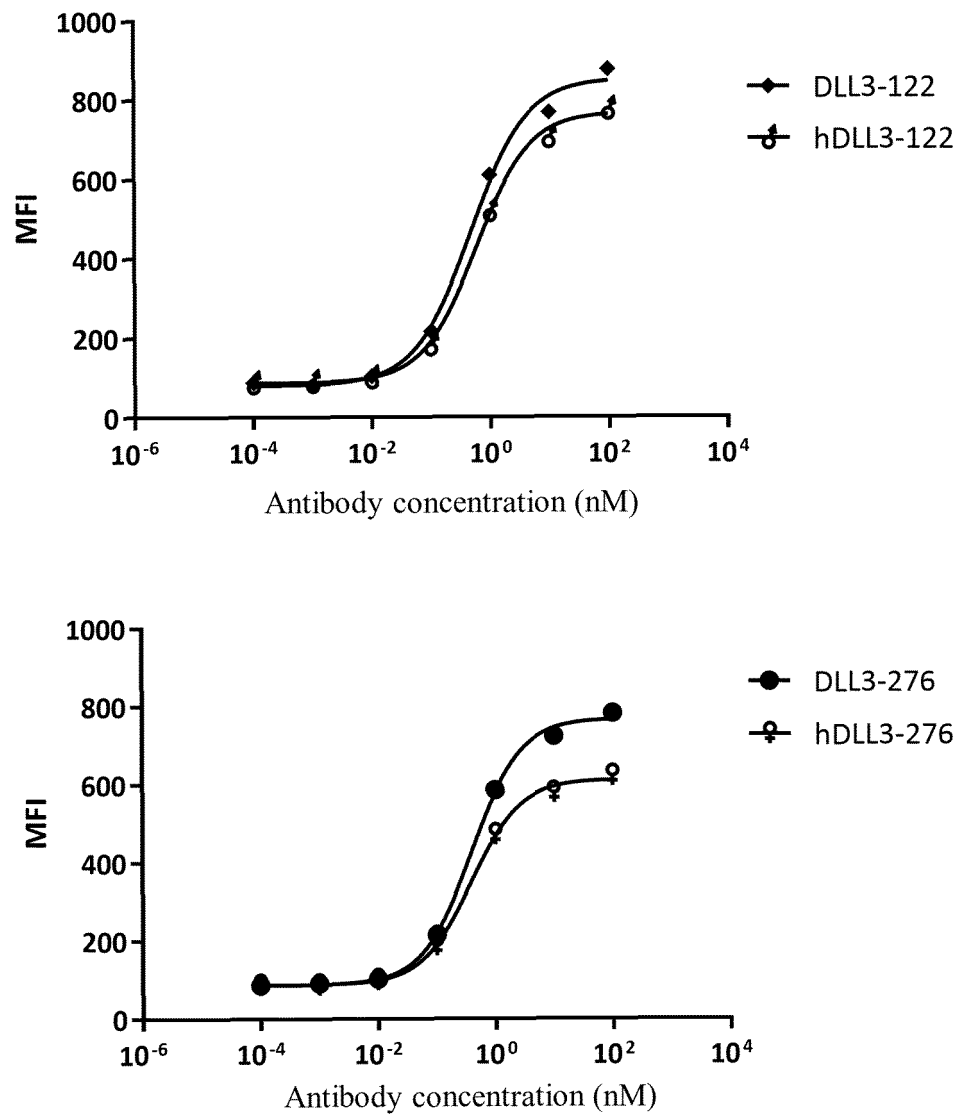 1000
800
600
400
200
0
MFI
10-6 10-4 10-2 100 102 104
Antibody concentration (nM)
DLL3-122
hDLL3-122
1000
800
600
400
200
0
MFI
10-6 10-4 10-2 100 102 104
Antibody concentration (nM)
DLL3-276
hDLL3-276